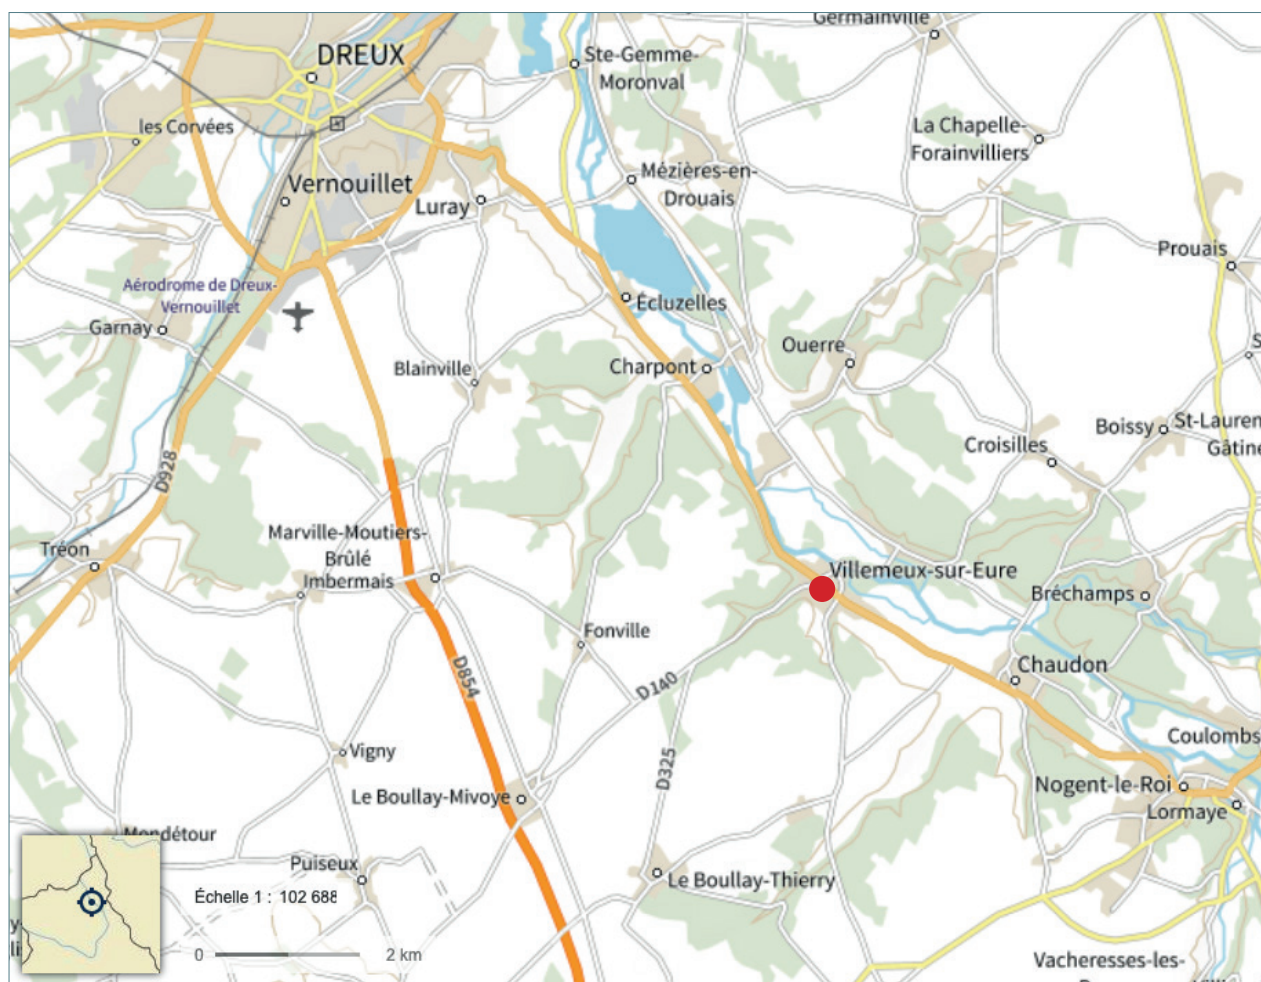 Germainville
DREUX
Ste-Gemme-
Moronval
les Corvées
La Chapelle-
Forainvilliers
Vernouillet
Mézières-en-
Drouais
Luray
Prouais
Aérodrome de Dreux-
Vernouillet
Écluzelles
Garnay
Ouerre
Blainville
Charpont
Boissy
St-Lauren
Gâtine
Croisilles
D928
Marville-Moutiers-
Brûlé
Imbermais
Tréon
Villemeux-sur-Eure
Bréchamps
Fonville
Chaudon
D854
D140
Vigny
D325
Coulombs
Le Boullay-Mivoye
Nogent-le-Roi
Lormaye
Mondétour
Puiseux
Le Boullay-Thierry
Échelle 1 : 102 688
0
2 km
Vacheresses-les-